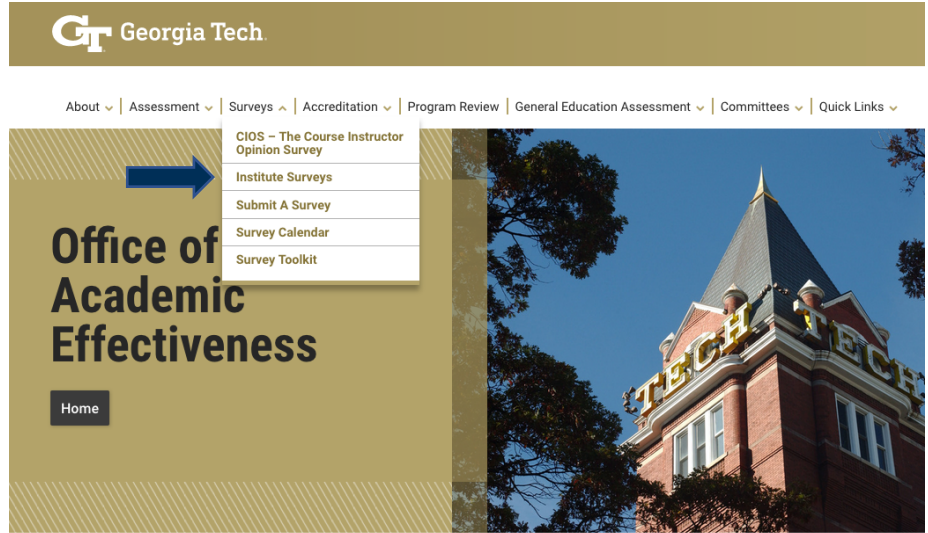 GT Georgia Tech.
About Assessment Surveys Accreditation Program Review General Education Assessment Committees Quick Links
CIOS – The Course Instructor
Opinion Survey
Institute Surveys
Submit A Survey
Survey Calendar
Survey Toolkit
Office of
Academic
Effectiveness
Home
TECH TECH